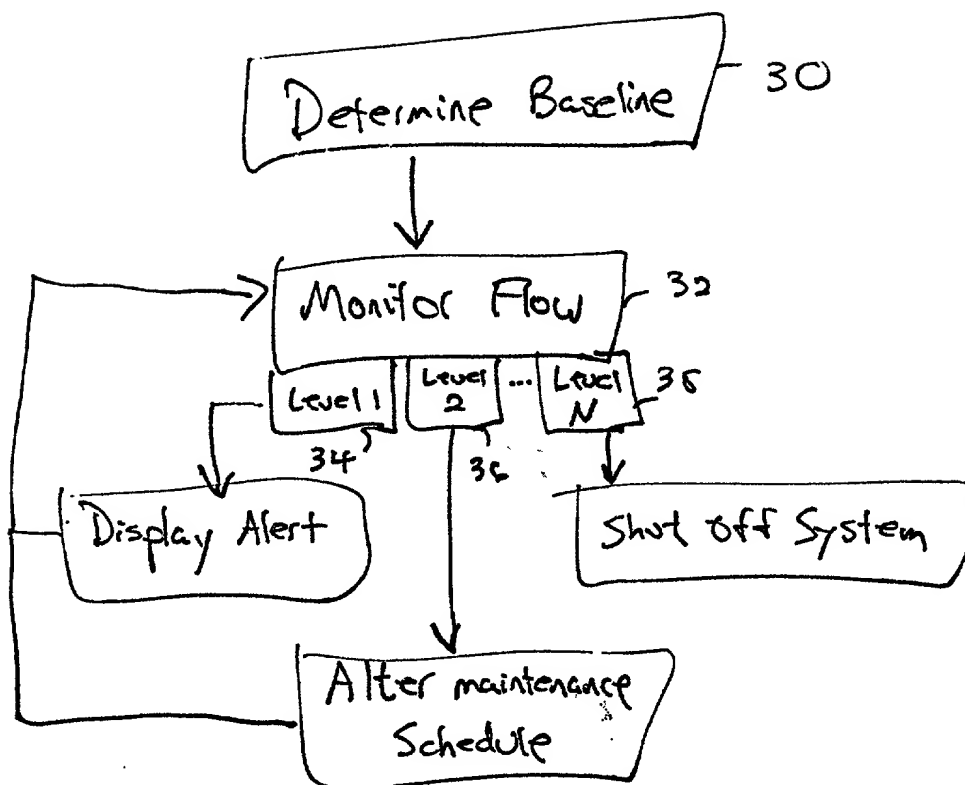 Determine Baseline
30
Monitor Flow
32
Level 1
Level
2
...
Level
N
38
34
36
Display Alert
Shut off System
Alter maintenance
Schedule